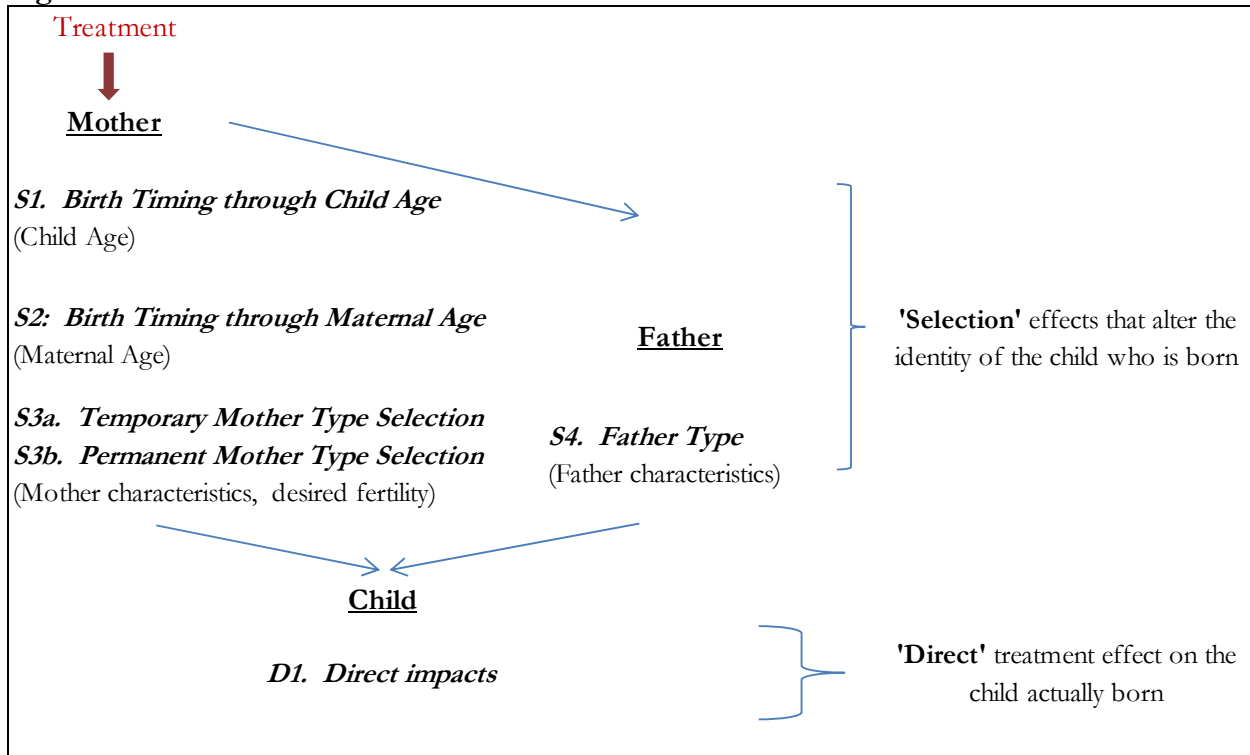 Treatment
Mother
S1. Birth Timing through Child Age
(Child Age)
S2: Birth Timing through Maternal Age
(Maternal Age)
S3a. Temporary Mother Type Selection
S3b. Permanent Mother Type Selection
(Mother characteristics, desired fertility)
Father
S4. Father Type
(Father characteristics)
'Selection' effects that alter the
identity of the child who is born
Child
D1. Direct impacts
'Direct' treatment effect on the
child actually born